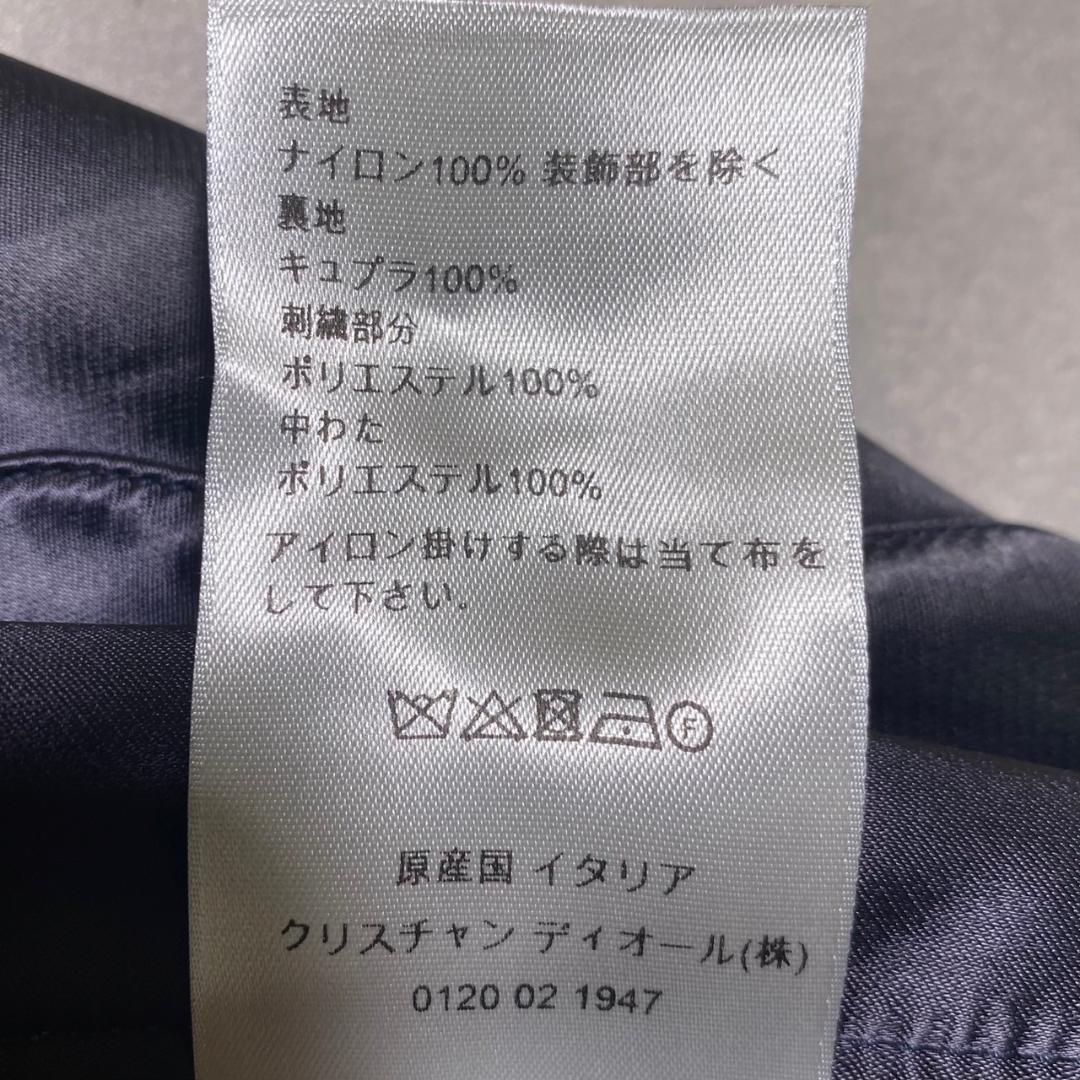 表地
ナイロン100% 装飾部を除く
裏地
キュプラ100%
刺繍部分
ポリエステル100%
中わた
ポリエステル100%
アイロン掛けする際は当て布を
して下さい.
F
原産国 イタリア
クリスチャン ディオール(株)
0120 02 1947